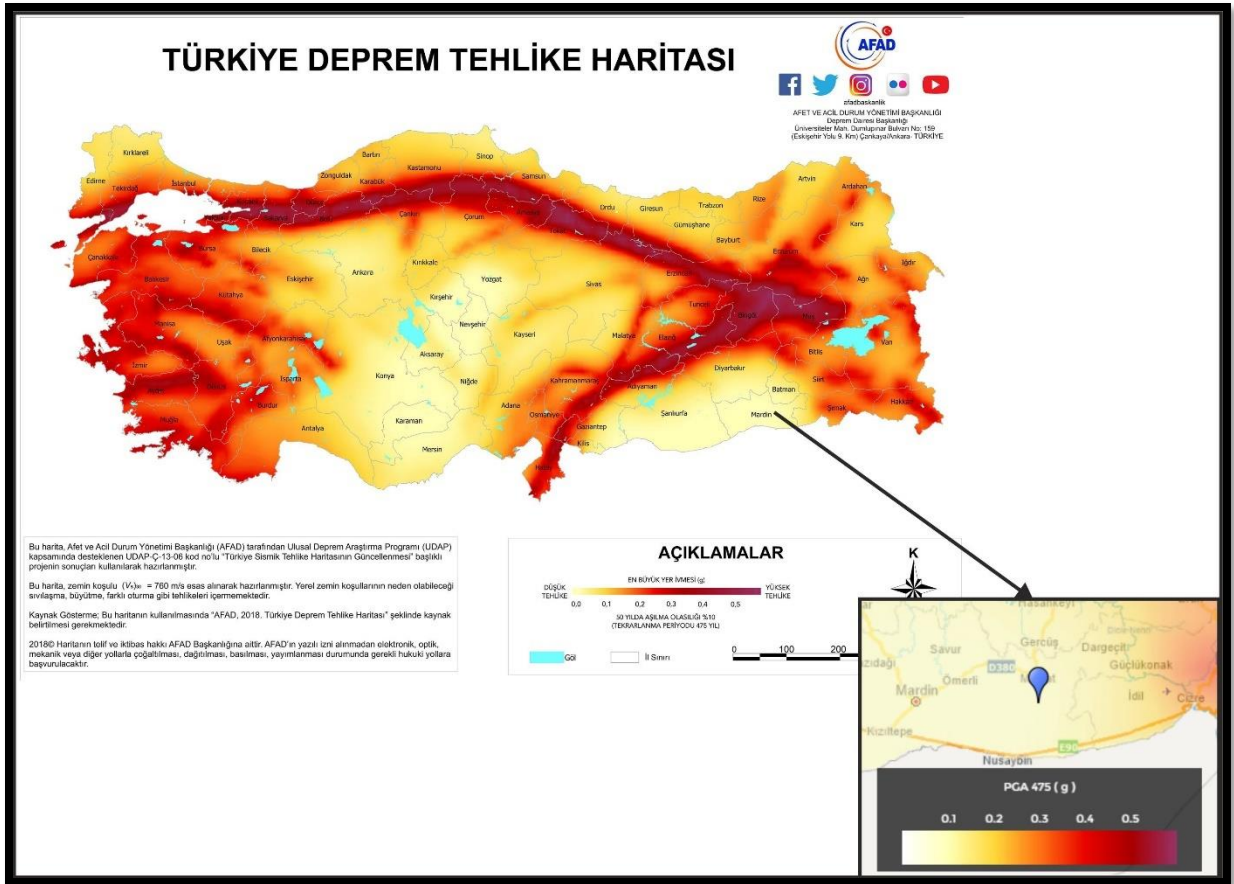 TÜRKİYE DEPREM TEHLİKE HARİTASI
AFAD
afadbaskanlik
AFET VE ACİL DURUM YÖNETİMİ BAŞKANLIĞI
Deprem Dairesi Başkanlığı
Üniversiteler Mah. Dumlupınar Bulvarı No: 159
(Eskişehir Yolu 9. Km) Çankaya/Ankara- TÜRKİYE
Kırklareli
Edirne
Tekirdağ
İstanbul
Zonguldak
Bartın
Karabük
Kastamonu
Sinop
Samsun
Ordu
Giresun
Trabzon
Rize
Artvin
Ardahan
Kars
Gümüşhane
Bayburt
Erzurum
Iğdır
Ağrı
Çanakkale
Bursa
Bilecik
Eskişehir
Ankara
Çankırı
Çorum
Kırıkkale
Yozgat
Sivas
Erzincan
Tunceli
Bingöl
Muş
Balıkesir
Kütahya
Manisa
Uşak
Afyonkarahisar
Kırşehir
Nevşehir
Kayseri
Malatya
Elazığ
Bitlis
Van
İzmir
Isparta
Konya
Aksaray
Niğde
Kahramanmaraş
Adıyaman
Diyarbakır
Batman
Siirt
Şırnak
Hakkari
Muğla
Burdur
Antalya
Karaman
Mersin
Adana
Osmaniye
Gaziantep
Kilis
Şanlıurfa
Mardin
Bu harita, Afet ve Acil Durum Yönetimi Başkanlığı (AFAD) tarafından Ulusal Deprem Araştırma Programı (UDAP)
kapsamında desteklenen UDAP-Ç-13-06 kod no'lu "Türkiye Sismik Tehlike Haritasının Güncellenmesi" başlıklı
projenin sonuçları kullanılarak hazırlanmıştır.
Bu harita, zemin koşulu (Vs)30 = 760 m/s esas alınarak hazırlanmıştır. Yerel zemin koşullarının neden olabileceği
sıvılaşma, büyütme, farklı oturma gibi tehlikeleri içermemektedir.
Kaynak Gösterme; Bu haritanın kullanılmasında "AFAD, 2018. Türkiye Deprem Tehlike Haritası" şeklinde kaynak
belirtilmesi gerekmektedir.
2018© Haritanın telif ve iktibas hakkı AFAD Başkanlığına aittir. AFAD'ın yazılı izni alınmadan elektronik, optik,
mekanik veya diğer yollarla çoğaltılması, dağıtılması, basılması, yayımlanması durumunda gerekli hukuki yollara
başvurulacaktır.
AÇIKLAMALAR
K
EN BÜYÜK YER İVMESİ (g)
DÜŞÜK TEHLİKE
YÜKSEK TEHLİKE
0,0 0,1 0,2 0,3 0,4 0,5
50 YILDA AŞILMA OLASILIĞI %10
(TEKRARLANMA PERİYODU 475 YIL)
Göl
İl Sınırı
0 100 200
Hasankeyf
Savur
Gercüş
Dargeçit
Güçlükonak
D380
Ömerli
Mardin
İdil
Cizre
Kızıltepe
E90
Nusaybin
PGA 475 ( g )
0.1 0.2 0.3 0.4 0.5